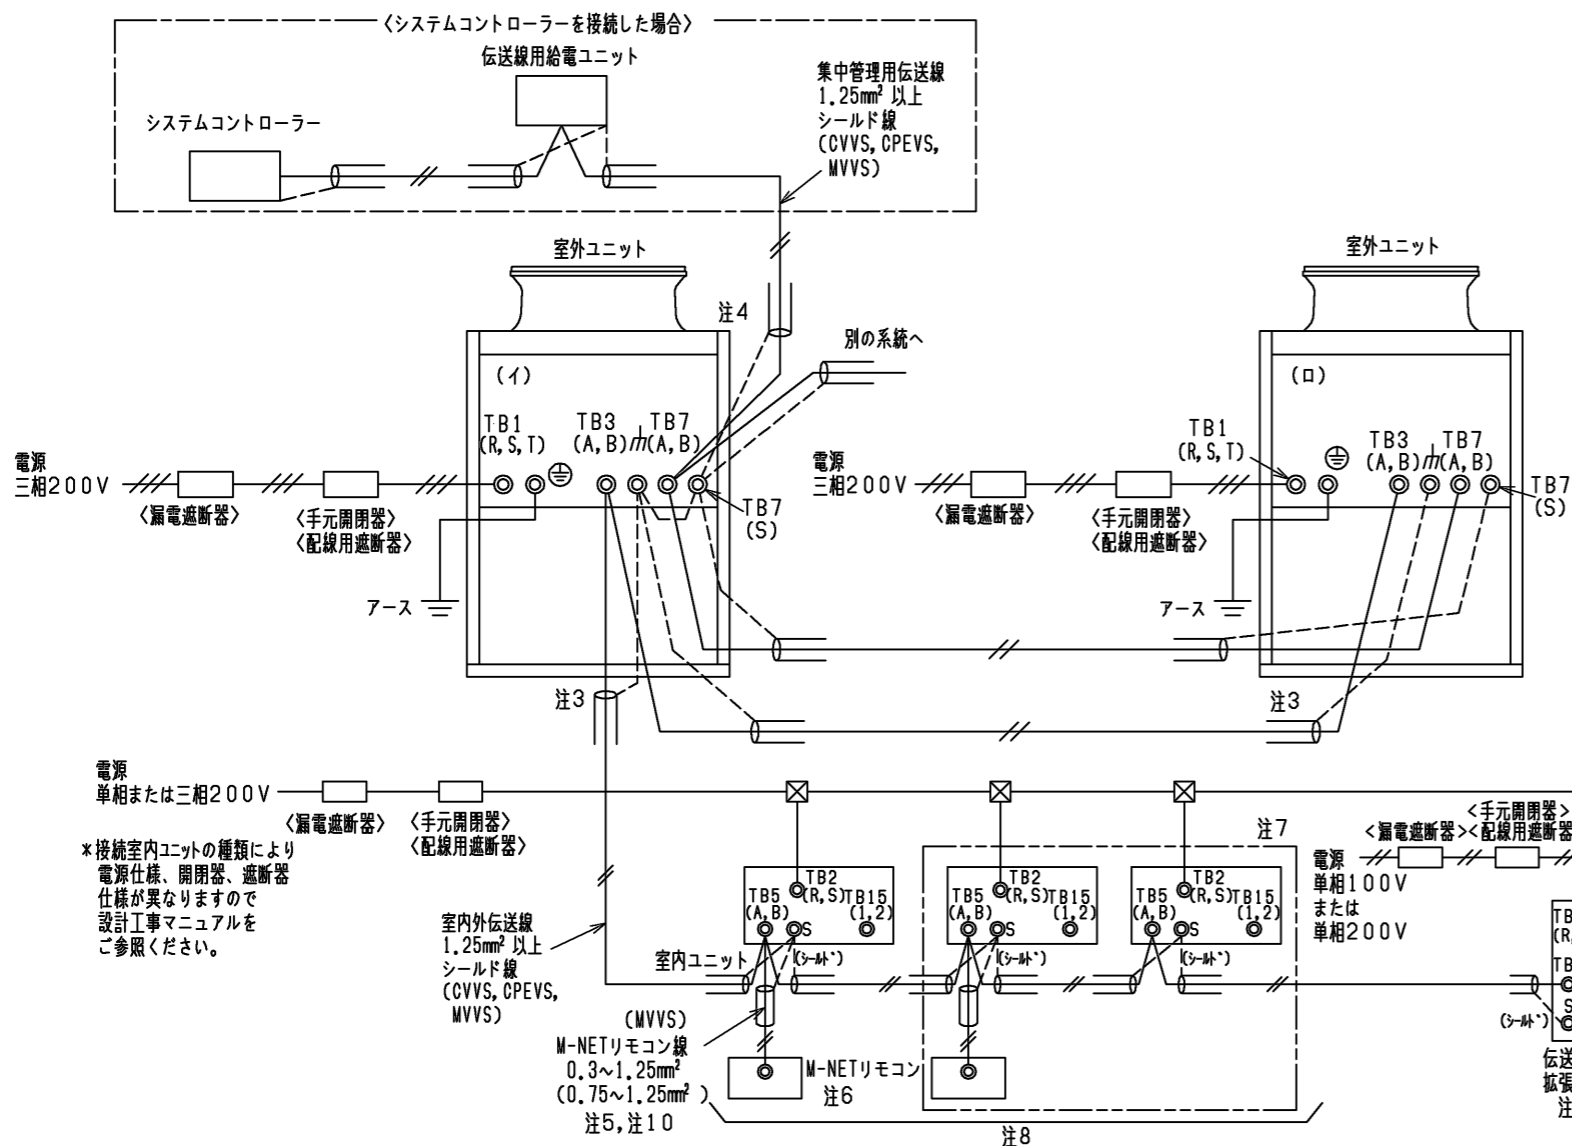 〈システムコントローラーを接続した場合〉
伝送線用給電ユニット
システムコントローラー
集中管理用伝送線
1.25mm² 以上
シールド線
(CVVS, CPEVS,
MVVS)
室外ユニット
注4
別の系統へ
(イ)
TB1
(R, S, T)
TB3
(A, B)
TB7
(A, B)
電源
三相200V
〈漏電遮断器〉
〈手元開閉器〉
〈配線用遮断器〉
TB7
(S)
アース
注3
室外ユニット
(ロ)
TB1
(R, S, T)
TB3
(A, B)
TB7
(A, B)
電源
三相200V
〈漏電遮断器〉
〈手元開閉器〉
〈配線用遮断器〉
TB7
(S)
アース
注3
電源
単相または三相200V
〈漏電遮断器〉
〈手元開閉器〉
〈配線用遮断器〉
*接続室内ユニットの種類により
電源仕様、開閉器、遮断器
仕様が異なりますので
設計工事マニュアルを
ご参照ください。
室内外伝送線
1.25mm² 以上
シールド線
(CVVS, CPEVS,
MVVS)
TB2
(R, S)
TB5
(A, B)
TB15
(1, 2)
S
室内ユニット
(シールド)
TB2
(R, S)
TB5
(A, B)
TB15
(1, 2)
S
(シールド)
TB2
(R, S)
TB5
(A, B)
TB15
(1, 2)
S
(シールド)
注7
〈手元開閉器〉
〈漏電遮断器〉
〈配線用遮断器
電源
単相100V
または
単相200V
TB
(R,
TB
S
(シールド)
伝送
拡張
注
(MVVS)
M-NETリモコン線
0.3~1.25mm²
(0.75~1.25mm² )
注5, 注10
M-NETリモコン
注6
注8